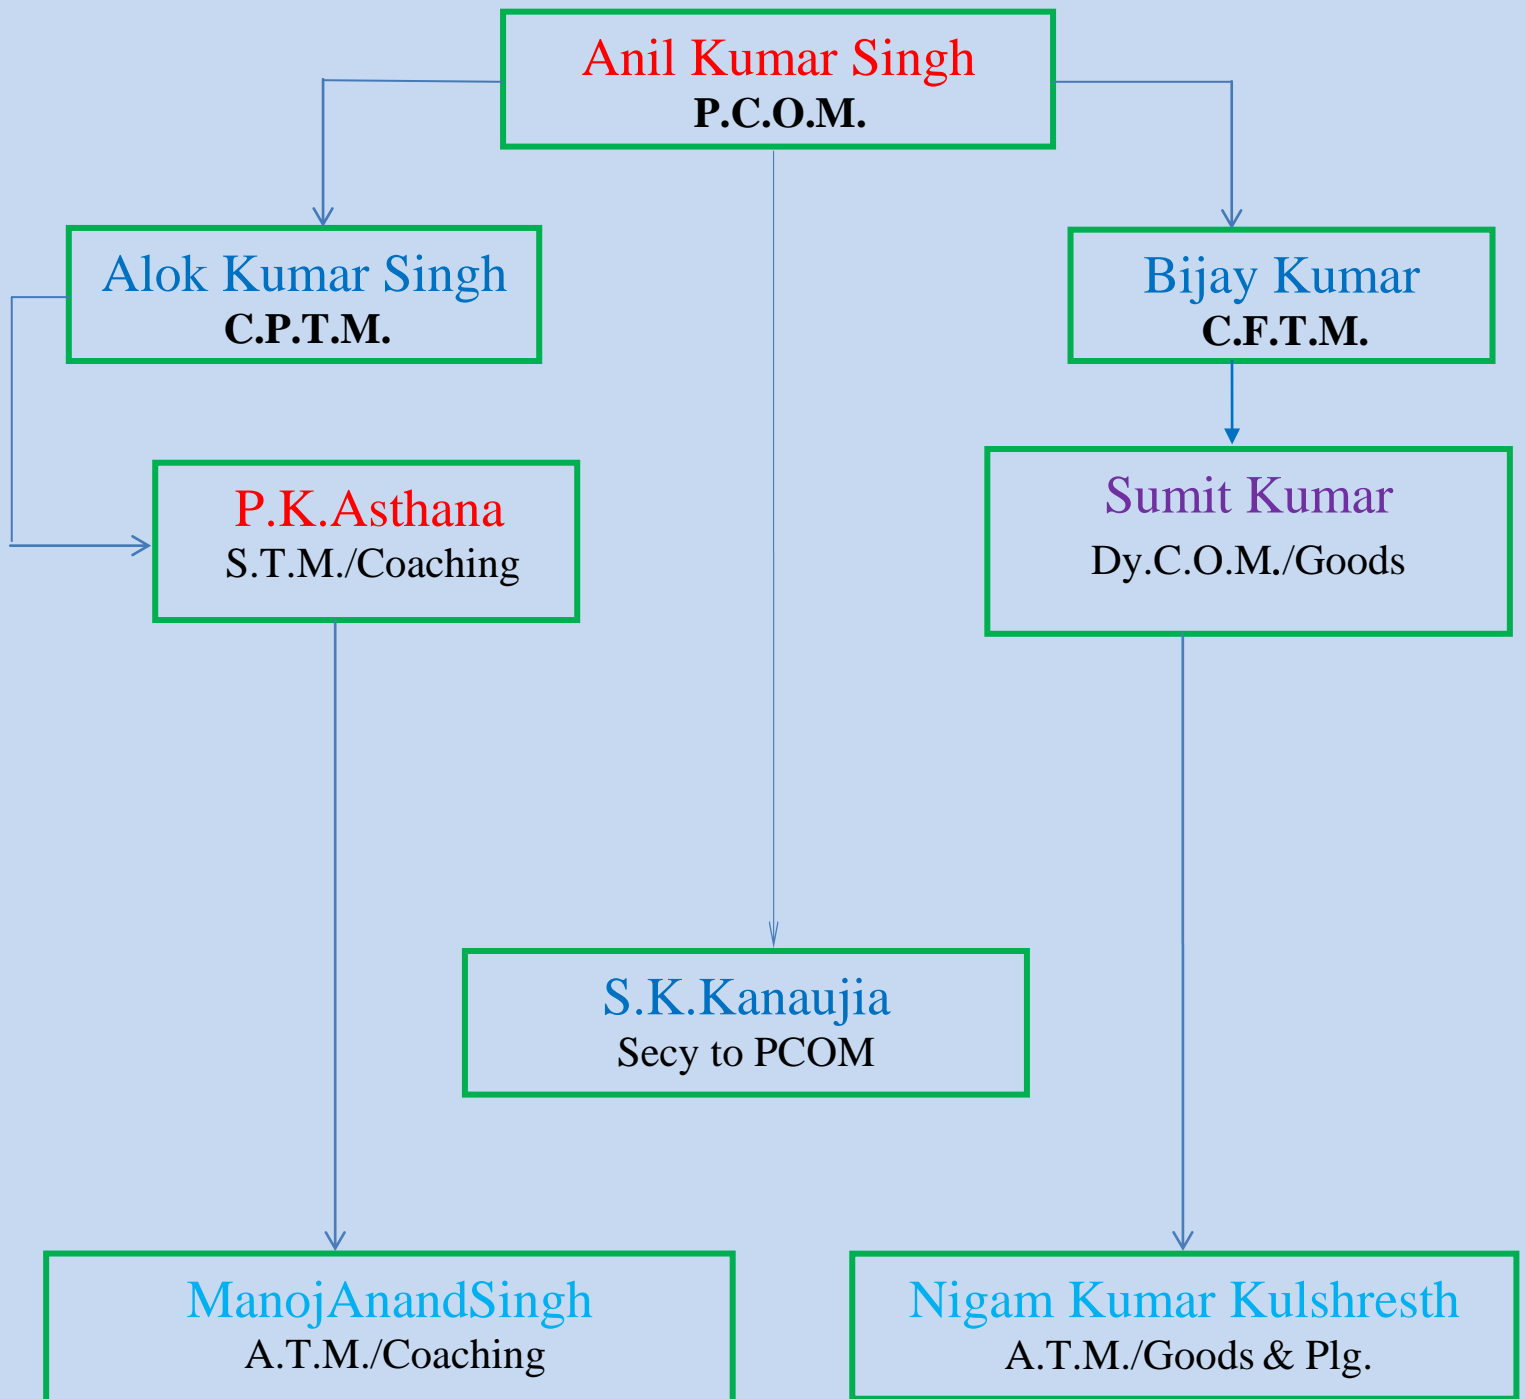 Anil Kumar Singh
P.C.O.M.
Alok Kumar Singh
C.P.T.M.
Bijay Kumar
C.F.T.M.
P.K.Asthana
S.T.M./Coaching
Sumit Kumar
Dy.C.O.M./Goods
S.K.Kanaujia
Secy to PCOM
ManojAnandSingh
A.T.M./Coaching
Nigam Kumar Kulshresth
A.T.M./Goods & Plg.